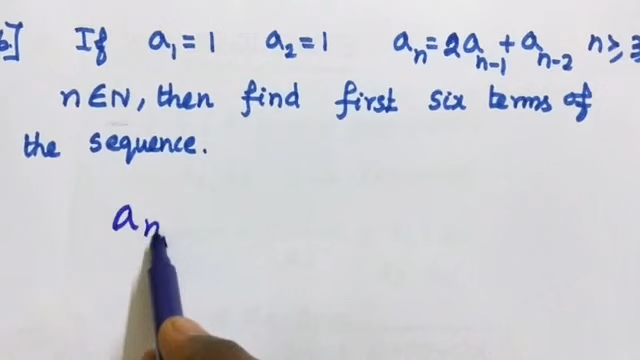 b] If a₁ = 1 a₂ = 1 aₙ = 2aₙ₋₁ + aₙ₋₂ n ≥ 3
n ∈ N, then find first six terms of
the sequence.
aₙ